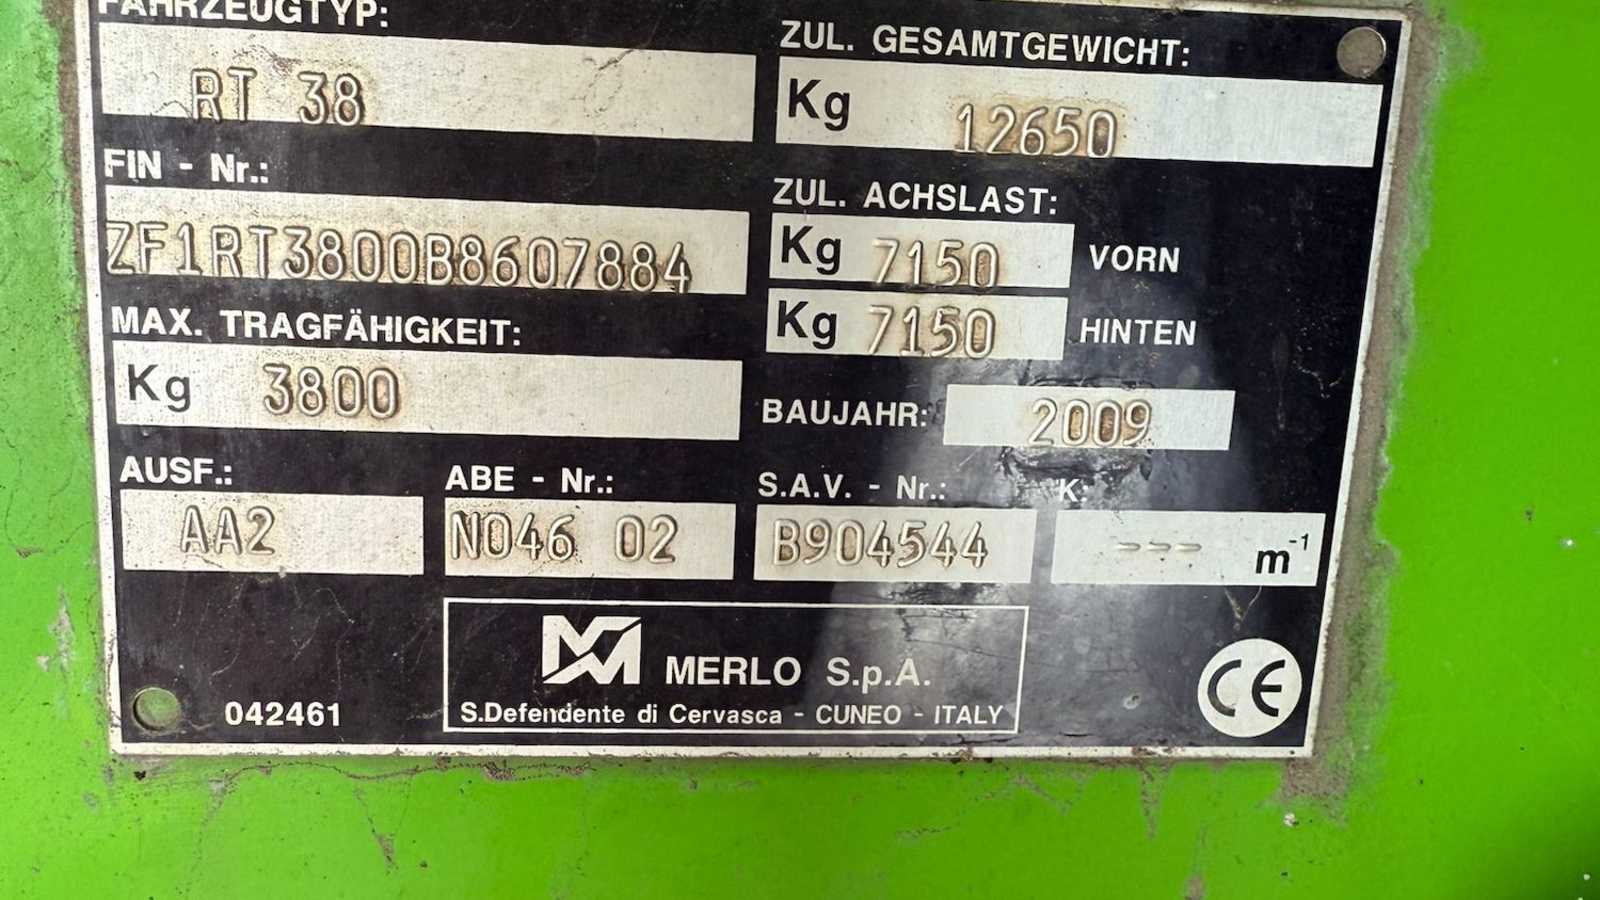 FAHRZEUGTYP:
RT 38
ZUL. GESAMTGEWICHT:
Kg 12650
FIN - Nr.:
ZF1RT3800B8607884
ZUL. ACHSLAST:
Kg 7150 VORN
Kg 7150 HINTEN
MAX. TRAGFÄHIGKEIT:
Kg 3800
BAUJAHR: 2009
AUSF.:
AA2
ABE - Nr.:
N046 02
S.A.V. - Nr.:
B904544
K:
--- m-1
MERLO S.p.A.
S.Defendente di Cervasca - CUNEO - ITALY
042461
CE